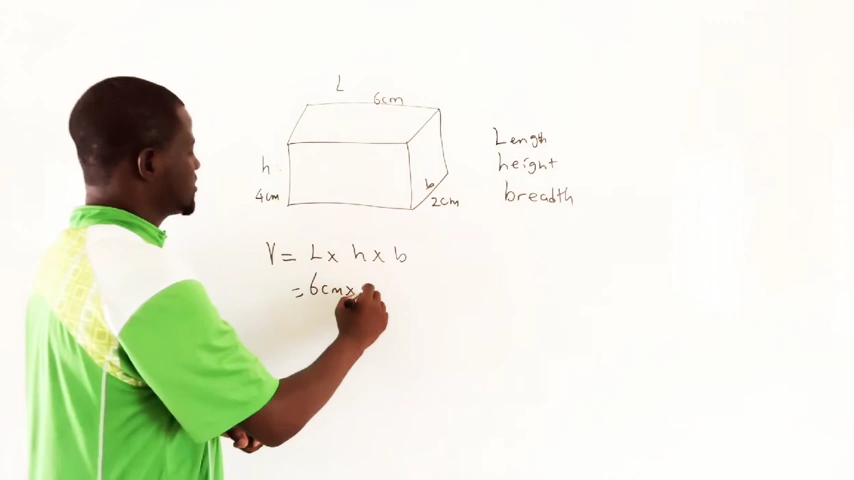 L
6cm
Length
h
height
4cm
b
2cm
breadth
V = L x h x b
= 6cm x